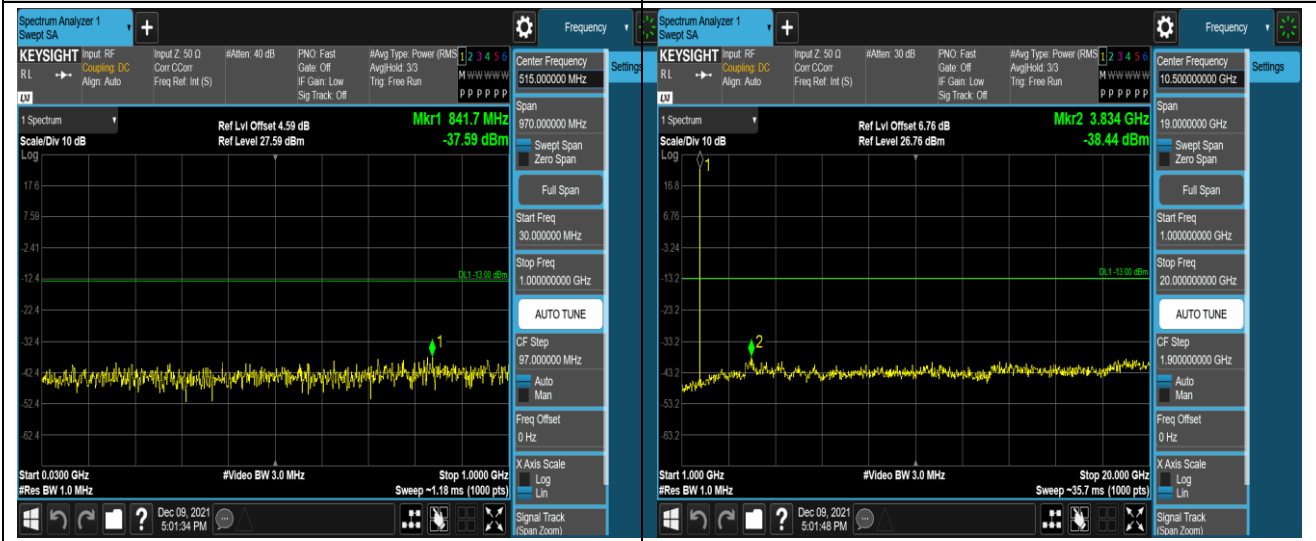 Spectrum Analyzer 1
Swept SA
+
Frequency
KEYSIGHT
RL
LXI
Input: RF
Coupling: DC
Align: Auto
Input Z: 50 Ω
Corr CCorr
Freq Ref: Int (S)
#Atten: 40 dB
PNO: Fast
Gate: Off
IF Gain: Low
Sig Track: Off
#Avg Type: Power (RMS
Avg|Hold: 3/3
Trig: Free Run
1 2 3 4 5 6
M W W W W W
P P P P P P
1 Spectrum
Scale/Div 10 dB
Log
Ref Lvl Offset 4.59 dB
Ref Level 27.59 dBm
Mkr1 841.7 MHz
-37.59 dBm
17.6
7.59
-2.41
-12.4
-22.4
-32.4
-42.4
-52.4
-62.4
DL1 -13.00 dBm
1
Start 0.0300 GHz
#Res BW 1.0 MHz
#Video BW 3.0 MHz
Stop 1.0000 GHz
Sweep ~1.18 ms (1000 pts)
Center Frequency
515.000000 MHz
Settings
Span
970.000000 MHz
Swept Span
Zero Span
Full Span
Start Freq
30.000000 MHz
Stop Freq
1.000000000 GHz
AUTO TUNE
CF Step
97.000000 MHz
Auto
Man
Freq Offset
0 Hz
X Axis Scale
Log
Lin
Signal Track
(Span Zoom)
?
Dec 09, 2021
5:01:34 PM
Spectrum Analyzer 1
Swept SA
+
Frequency
KEYSIGHT
RL
LXI
Input: RF
Coupling: DC
Align: Auto
Input Z: 50 Ω
Corr CCorr
Freq Ref: Int (S)
#Atten: 30 dB
PNO: Fast
Gate: Off
IF Gain: Low
Sig Track: Off
#Avg Type: Power (RMS
Avg|Hold: 3/3
Trig: Free Run
1 2 3 4 5 6
M W W W W W
P P P P P P
1 Spectrum
Scale/Div 10 dB
Log
Ref Lvl Offset 6.76 dB
Ref Level 26.76 dBm
Mkr2 3.834 GHz
-38.44 dBm
1
16.8
6.76
-3.24
-13.2
-23.2
-33.2
-43.2
-53.2
-63.2
DL1 -13.00 dBm
2
Start 1.000 GHz
#Res BW 1.0 MHz
#Video BW 3.0 MHz
Stop 20.000 GHz
Sweep ~35.7 ms (1000 pts)
Center Frequency
10.500000000 GHz
Settings
Span
19.0000000 GHz
Swept Span
Zero Span
Full Span
Start Freq
1.000000000 GHz
Stop Freq
20.000000000 GHz
AUTO TUNE
CF Step
1.900000000 GHz
Auto
Man
Freq Offset
0 Hz
X Axis Scale
Log
Lin
Signal Track
(Span Zoom)
?
Dec 09, 2021
5:01:48 PM